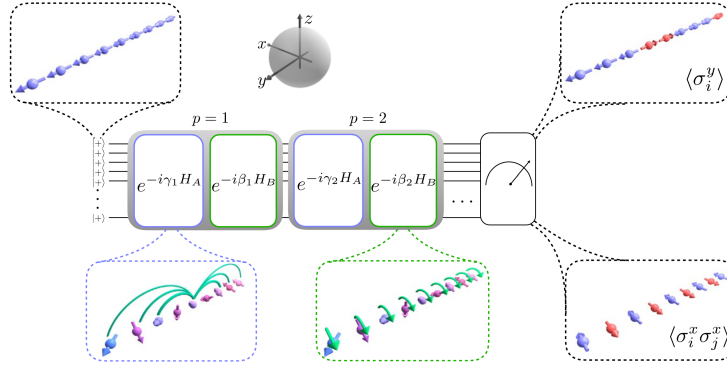 z
x
y
⟨σ_i^y⟩
p = 1
p = 2
|+⟩
|+⟩
|+⟩
|+⟩
|+⟩
e^{-iγ_1 H_A}
e^{-iβ_1 H_B}
e^{-iγ_2 H_A}
e^{-iβ_2 H_B}
...
|+⟩
⟨σ_i^x σ_j^x⟩